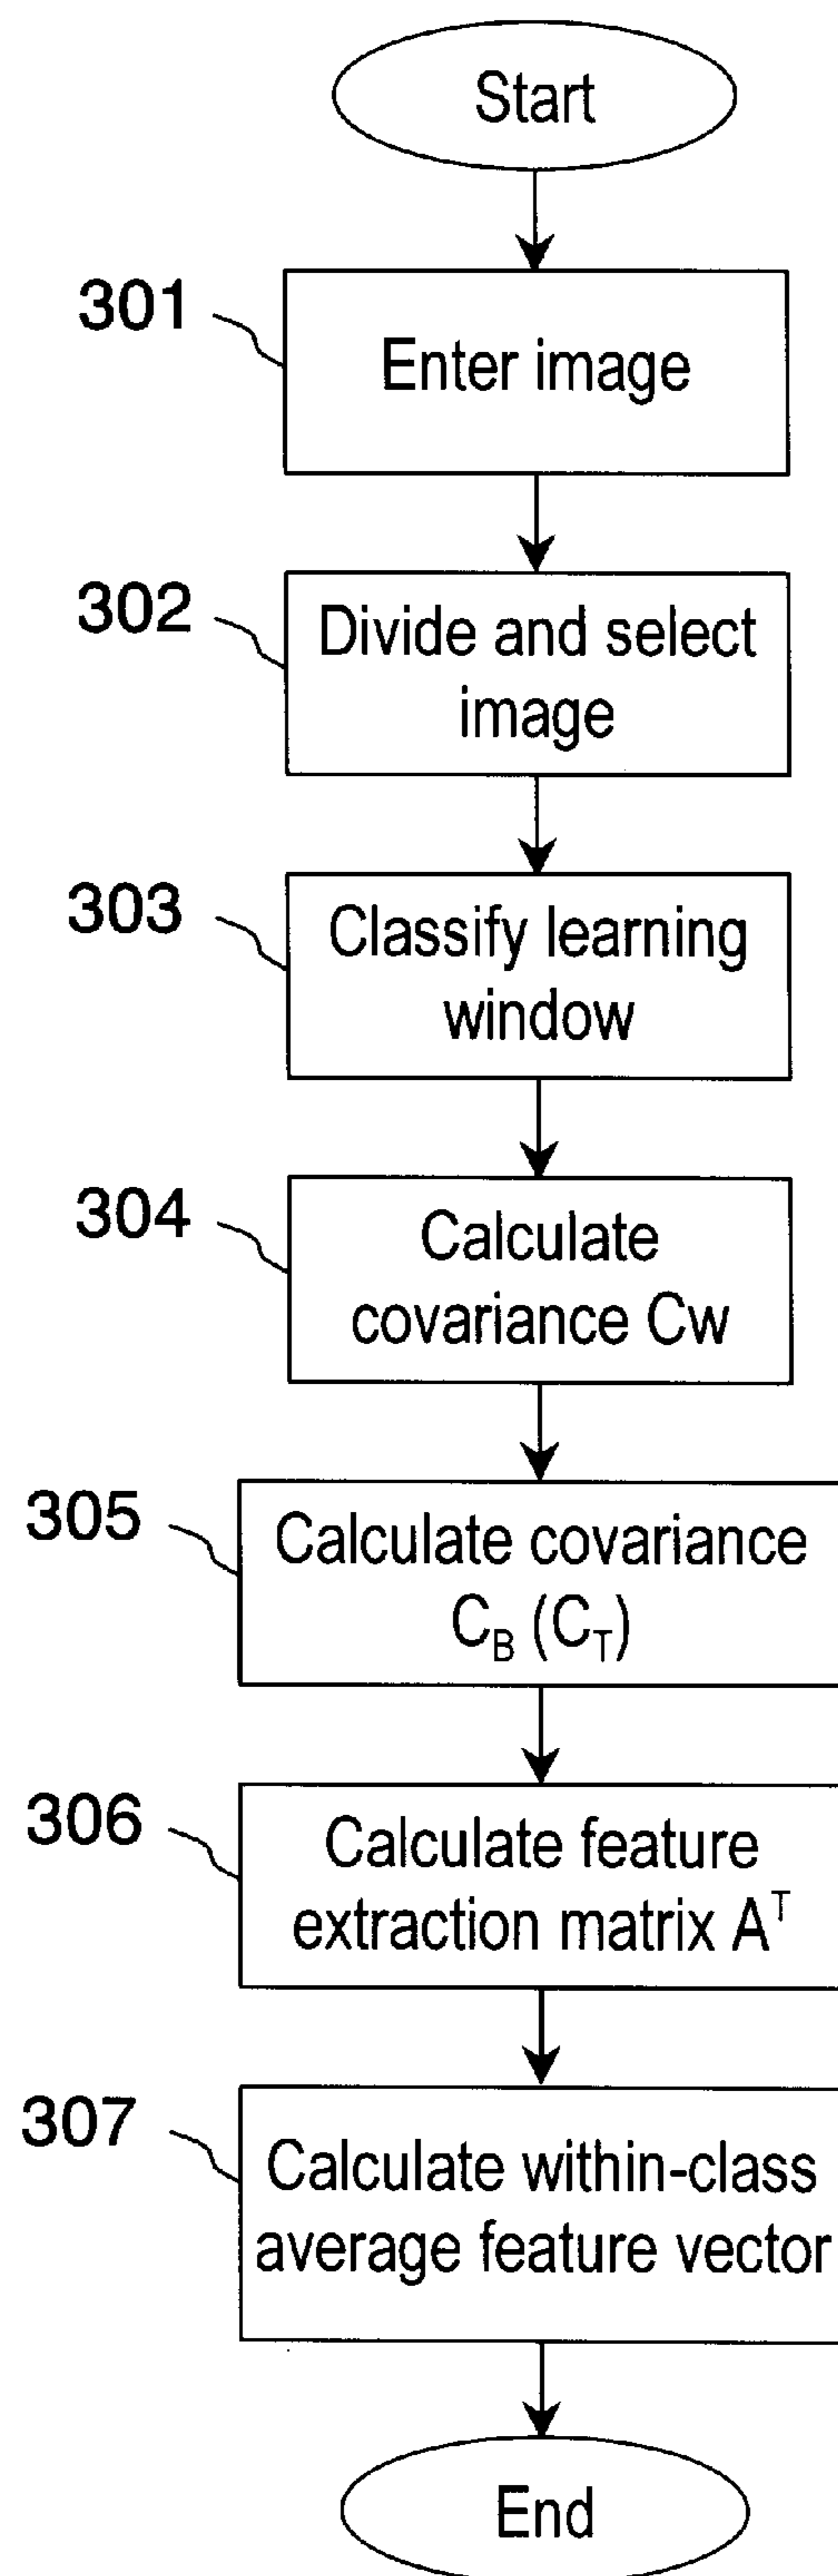 Start
301
Enter image
302
Divide and select
image
303
Classify learning
window
304
Calculate
covariance Cw
305
Calculate covariance
C_B (C_T)
306
Calculate feature
extraction matrix A^T
307
Calculate within-class
average feature vector
End